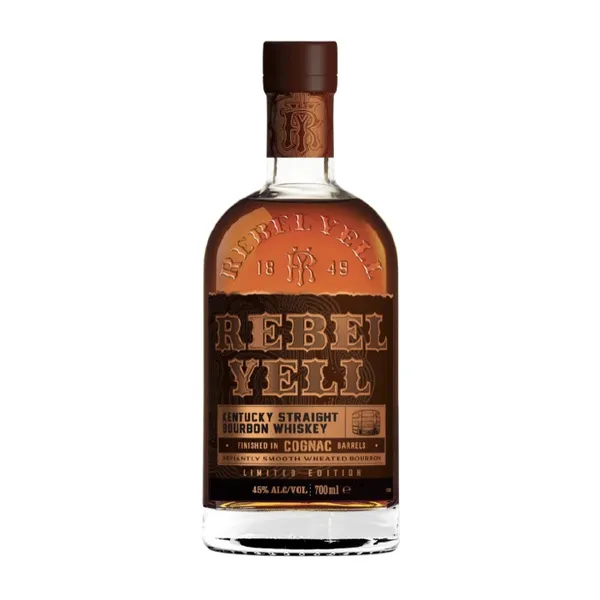 RY
REBEL YELL
18 RY 49
REBEL
YELL
KENTUCKY STRAIGHT
BOURBON WHISKEY
FINISHED IN COGNAC BARRELS
DEFIANTLY SMOOTH WHEATED BOURBON
LIMITED EDITION
45% ALC/VOL 700ml e